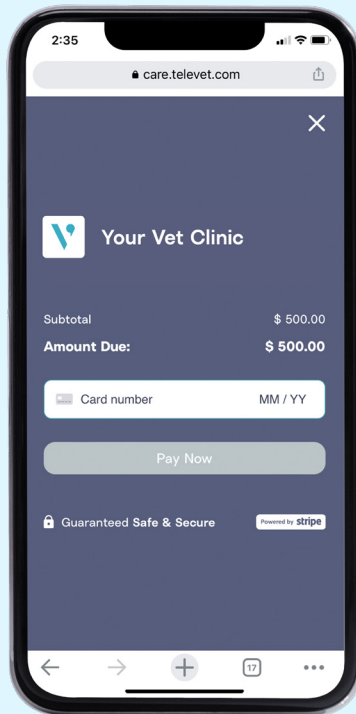 2:35
care.televet.com
Your Vet Clinic
Subtotal $ 500.00
Amount Due: $ 500.00
Card number MM / YY
Pay Now
Guaranteed Safe & Secure Powered by stripe
17